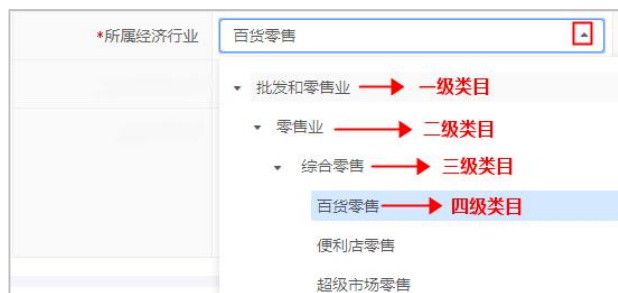 *所属经济行业 百货零售
批发和零售业 一级类目
零售业 二级类目
综合零售 三级类目
百货零售 四级类目
便利店零售
超级市场零售